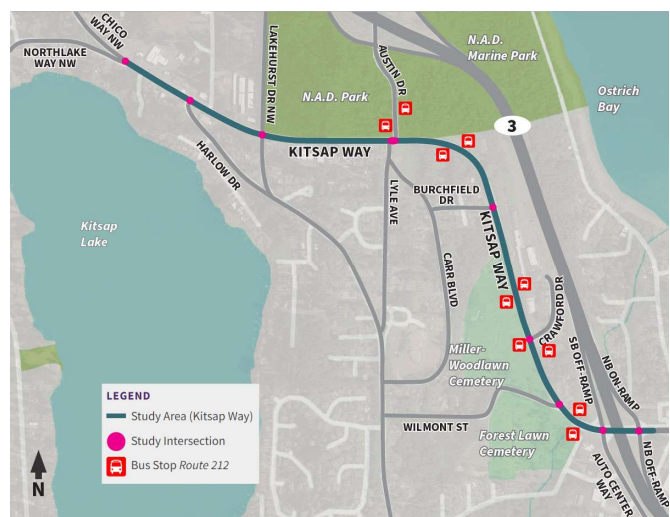 CHICO
WAY NW
NORTHLAKE
WAY NW
LAKEHURST DR NW
AUSTIN DR
N.A.D.
Marine Park
N.A.D. Park
Ostrich
Bay
3
KITSAP WAY
HARLOW DR
LYLE AVE
BURCHFIELD
DR
KITSAP WAY
Kitsap
Lake
CARR BLVD
CRAWFORD DR
SB OFF-RAMP
NB ON-RAMP
Miller-
Woodlawn
Cemetery
LEGEND
Study Area (Kitsap Way)
Study Intersection
Bus Stop Route 212
WILMONT ST
Forest Lawn
Cemetery
AUTO CENTER
WAY
NB OFF-RAMP
N